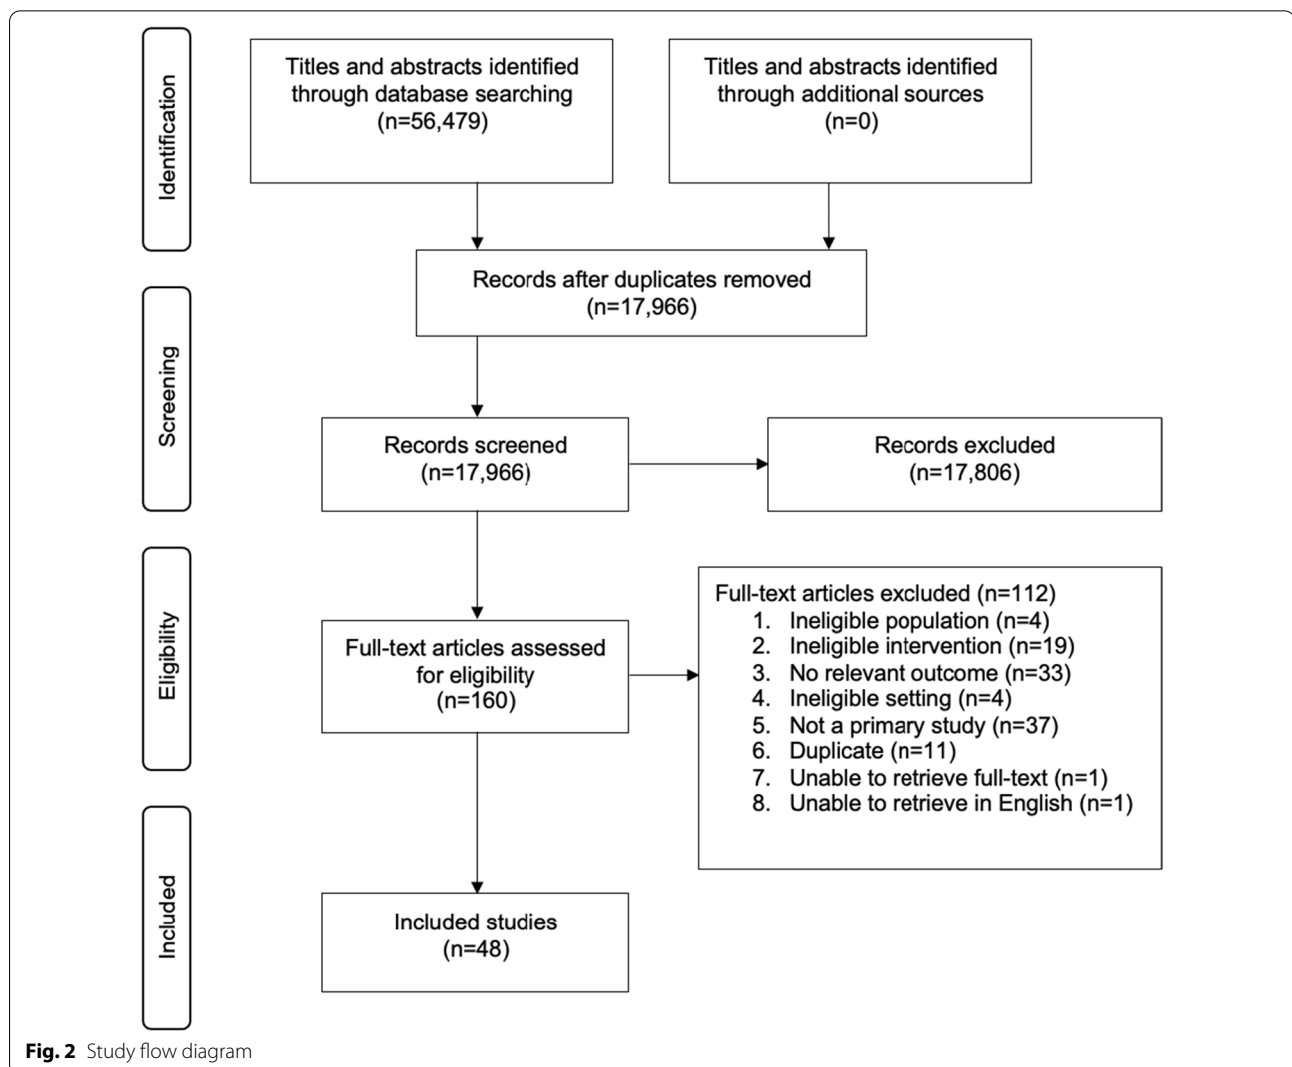 Identification
Titles and abstracts identified
through database searching
(n=56,479)
Titles and abstracts identified
through additional sources
(n=0)
Records after duplicates removed
(n=17,966)
Screening
Records screened
(n=17,966)
Records excluded
(n=17,806)
Eligibility
Full-text articles assessed
for eligibility
(n=160)
Full-text articles excluded (n=112)
1. Ineligible population (n=4)
2. Ineligible intervention (n=19)
3. No relevant outcome (n=33)
4. Ineligible setting (n=4)
5. Not a primary study (n=37)
6. Duplicate (n=11)
7. Unable to retrieve full-text (n=1)
8. Unable to retrieve in English (n=1)
Included
Included studies
(n=48)
Fig. 2 Study flow diagram